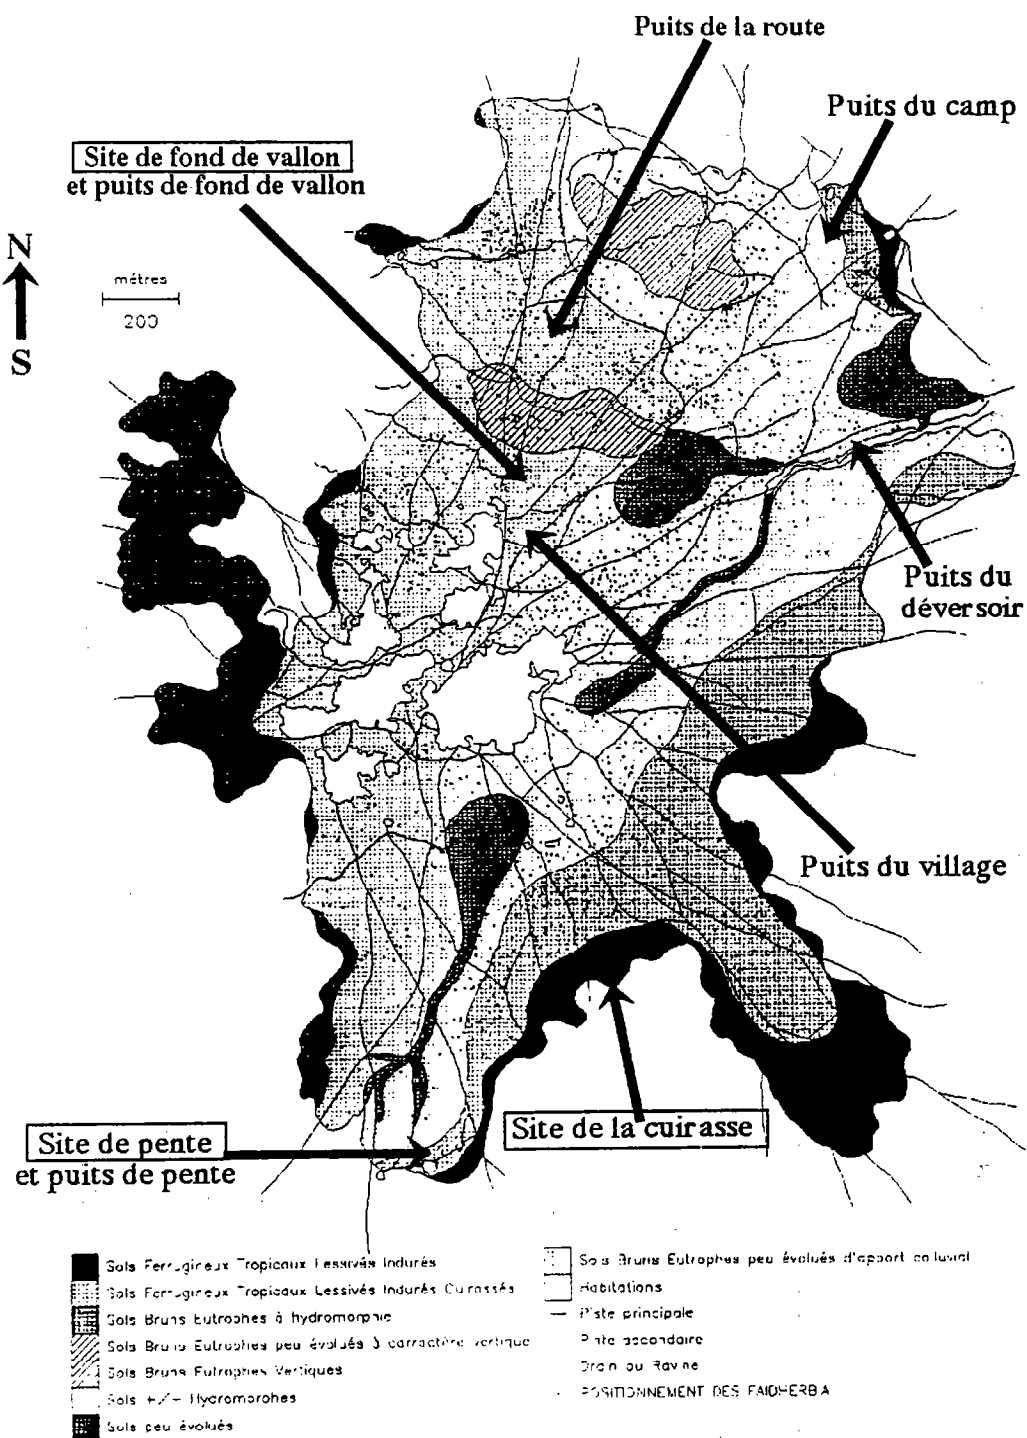 Puits de la route
Puits du camp
Site de fond de vallon
et puits de fond de vallon
N
mètres
200
S
Puits du
déversoir
Puits du village
Site de la cuirasse
Site de pente
et puits de pente
Sols Ferrugineux Tropicaux Lessivés Indurés
Sols Ferrugineux Tropicaux Lessivés Indurés Cuirassés
Sols Bruns Eutrophes à hydromorphie
Sols Bruns Eutrophes peu évolués à carractère vertique
Sols Bruns Eutrophes Vertiques
Sols +/- Hydromorphes
Sols peu évolués
Sols Bruns Eutrophes peu évolués d'apport colluvial
Habitations
Piste principale
Piste secondaire
Drain ou Ravine
POSITIONNEMENT DES FAIDHERBIA